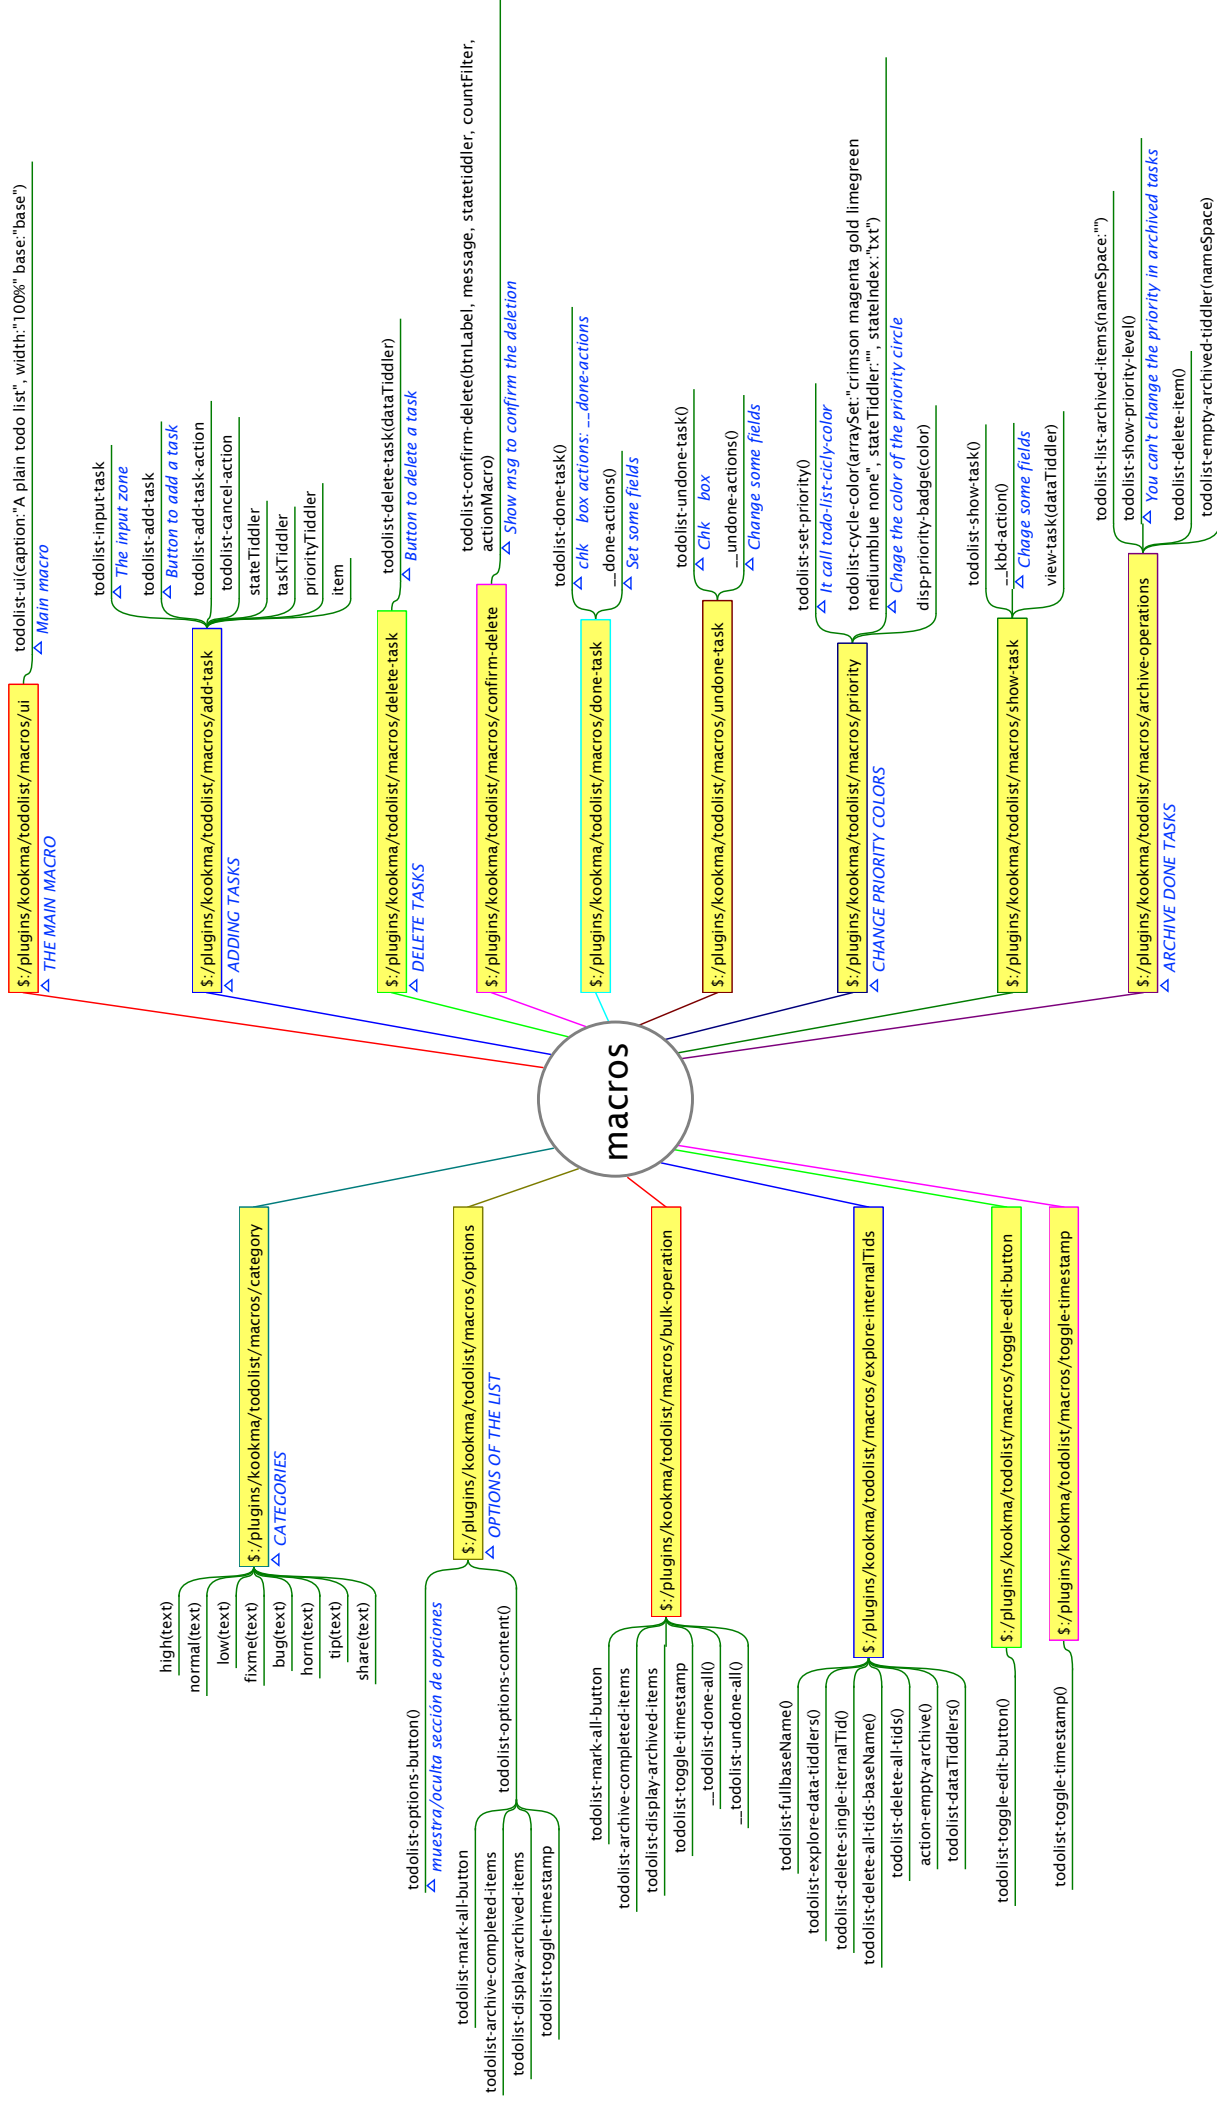 macros
$:/plugins/kookma/todolist/macros/ui
THE MAIN MACRO
todolist-ui(caption:"A plain todo list", width:"100%" base:"base")
Main macro
$:/plugins/kookma/todolist/macros/add-task
ADDING TASKS
todolist-input-task
The input zone
todolist-add-task
Button to add a task
todolist-add-task-action
todolist-cancel-action
stateTiddler
taskTiddler
priorityTiddler
item
$:/plugins/kookma/todolist/macros/delete-task
DELETE TASKS
todolist-delete-task(dataTiddler)
Button to delete a task
$:/plugins/kookma/todolist/macros/confirm-delete
todolist-confirm-delete(btnLabel, message, statetiddler, countFilter,
actionMacro)
Show msg to confirm the deletion
$:/plugins/kookma/todolist/macros/done-task
todolist-done-task()
chk box actions: __done-actions
__done-actions()
Set some fields
$:/plugins/kookma/todolist/macros/undone-task
todolist-undone-task()
Chk box
__undone-actions()
Change some fields
$:/plugins/kookma/todolist/macros/priority
CHANGE PRIORITY COLORS
todolist-set-priority()
It call todo-list-cicly-color
todolist-cycle-color(arraySet:"crimson magenta gold limegreen
mediumblue none", stateTiddler:"", stateIndex:"txt")
Chage the color of the priority circle
disp-priority-badge(color)
$:/plugins/kookma/todolist/macros/show-task
todolist-show-task()
__kbd-action()
Chage some fields
view-task(dataTiddler)
$:/plugins/kookma/todolist/macros/archive-operations
ARCHIVE DONE TASKS
todolist-list-archived-items(nameSpace:"")
todolist-show-priority-level()
You can't change the priority in archived tasks
todolist-delete-item()
todolist-empty-archived-tiddler(nameSpace)
$:/plugins/kookma/todolist/macros/category
CATEGORIES
high(text)
normal(text)
low(text)
fixme(text)
bug(text)
horn(text)
tip(text)
share(text)
$:/plugins/kookma/todolist/macros/options
OPTIONS OF THE LIST
todolist-options-button()
muestra/oculta sección de opciones
todolist-options-content()
todolist-mark-all-button
todolist-archive-completed-items
todolist-display-archived-items
todolist-toggle-timestamp
$:/plugins/kookma/todolist/macros/bulk-operation
todolist-mark-all-button
todolist-archive-completed-items
todolist-display-archived-items
todolist-toggle-timestamp
__todolist-done-all()
__todolist-undone-all()
$:/plugins/kookma/todolist/macros/explore-internalTids
todolist-fullbaseName()
todolist-explore-data-tiddlers()
todolist-delete-single-iternalTid()
todolist-delete-all-tids-baseName()
todolist-delete-all-tids()
action-empty-archive()
todolist-dataTiddlers()
$:/plugins/kookma/todolist/macros/toggle-edit-button
todolist-toggle-edit-button()
$:/plugins/kookma/todolist/macros/toggle-timestamp
todolist-toggle-timestamp()